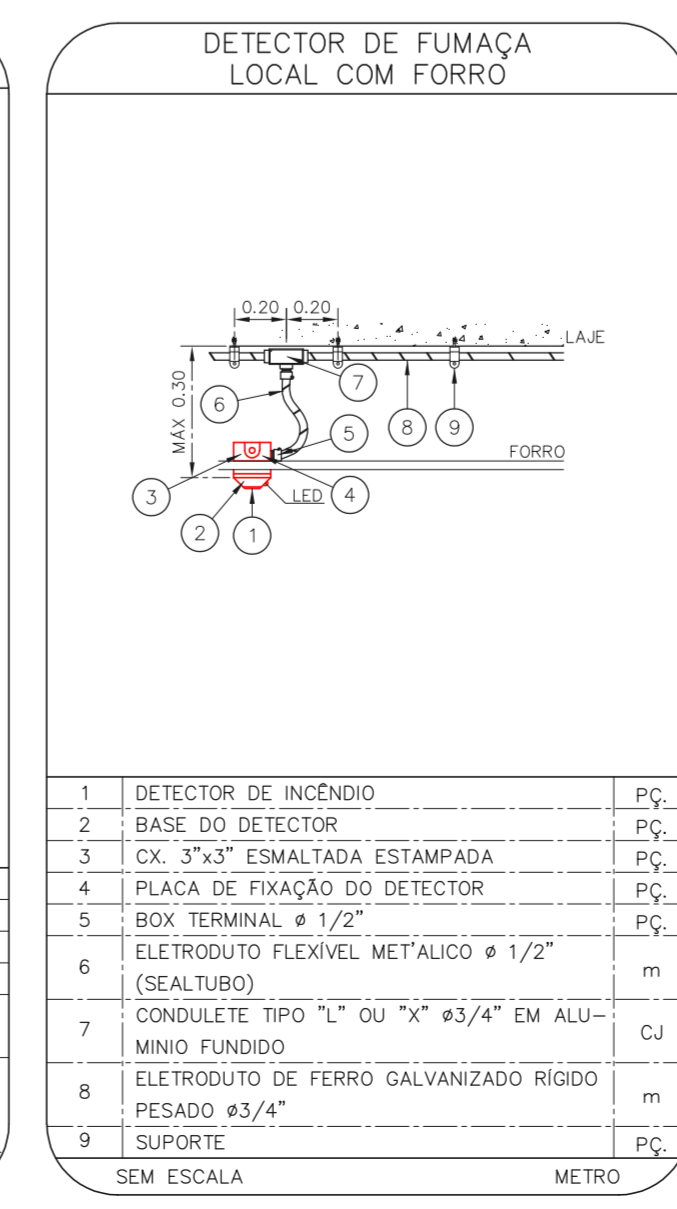 DETECTOR DE FUMAÇA
LOCAL COM FORRO
0.20 0.20
LAJE
MÁX 0.30
7
6
5
8
9
FORRO
3
LED
4
2
1
1 DETECTOR DE INCÊNDIO PÇ.
2 BASE DO DETECTOR PÇ.
3 CX. 3"x3" ESMALTADA ESTAMPADA PÇ.
4 PLACA DE FIXAÇÃO DO DETECTOR PÇ.
5 BOX TERMINAL ø 1/2" PÇ.
6 ELETRODUTO FLEXÍVEL MET'ALICO ø 1/2"
(SEALTUBO) m
7 CONDULETE TIPO "L" OU "X" ø3/4" EM ALU-
MINIO FUNDIDO CJ
8 ELETRODUTO DE FERRO GALVANIZADO RÍGIDO
PESADO ø3/4" m
9 SUPORTE PÇ.
SEM ESCALA METRO